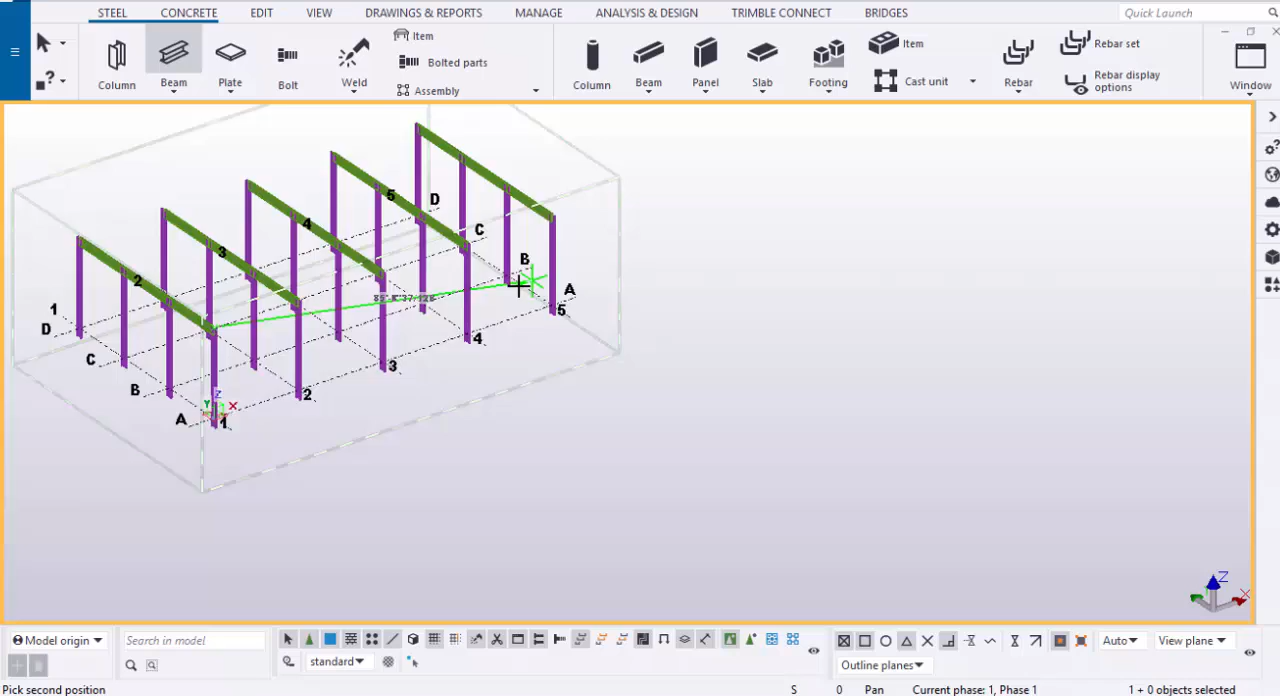 STEEL CONCRETE EDIT VIEW DRAWINGS & REPORTS MANAGE ANALYSIS & DESIGN TRIMBLE CONNECT BRIDGES Quick Launch
Column Beam Plate Bolt Weld
Item
Bolted parts
Assembly
Column Beam Panel Slab Footing
Item
Cast unit
Rebar
Rebar set
Rebar display
options
Window
5 D
4 C
3 B
2 A
1 5
D 4
C 3
B 2
A 1
Z
Y X
Z
X
Model origin Search in model
standard
Auto View plane
Outline planes
Pick second position S 0 Pan Current phase: 1, Phase 1 1 + 0 objects selected